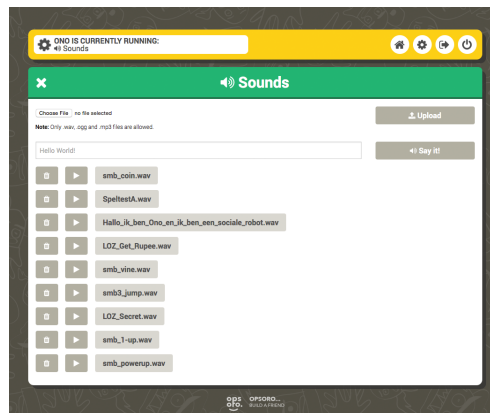 ONO IS CURRENTLY RUNNING:
Sounds
Sounds
Choose File no file selected
Upload
Note: Only .wav, .ogg and .mp3 files are allowed.
Hello World!
Say it!
smb_coin.wav
SpeltestA.wav
Hallo_ik_ben_Ono_en_ik_ben_een_sociale_robot.wav
LOZ_Get_Rupee.wav
smb_vine.wav
smb3_jump.wav
LOZ_Secret.wav
smb_1-up.wav
smb_powerup.wav
ops OPSORO...
oro. BUILD A FRIEND